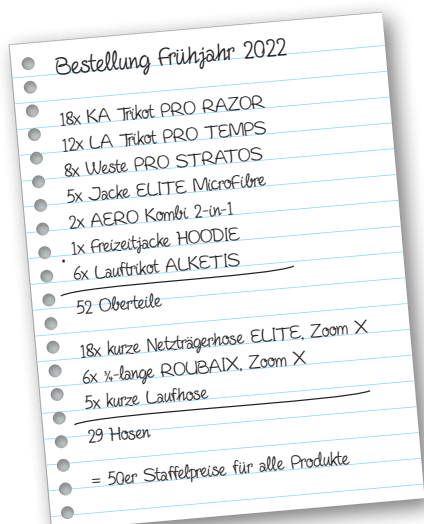 Bestellung Frühjahr 2022
18x KA Trikot PRO RAZOR
12x LA Trikot PRO TEMPS
8x Weste PRO STRATOS
5x Jacke ELITE Microfibre
2x AERO Kombi 2-in-1
1x Freizeitjacke HOODIE
6x Lauftrikot ALKETIS
52 Oberteile
18x kurze Netzträgerhose ELITE, Zoom X
6x ¾-lange ROUBAIX, Zoom X
5x kurze Laufhose
29 Hosen
= 50er Staffelpreise für alle Produkte